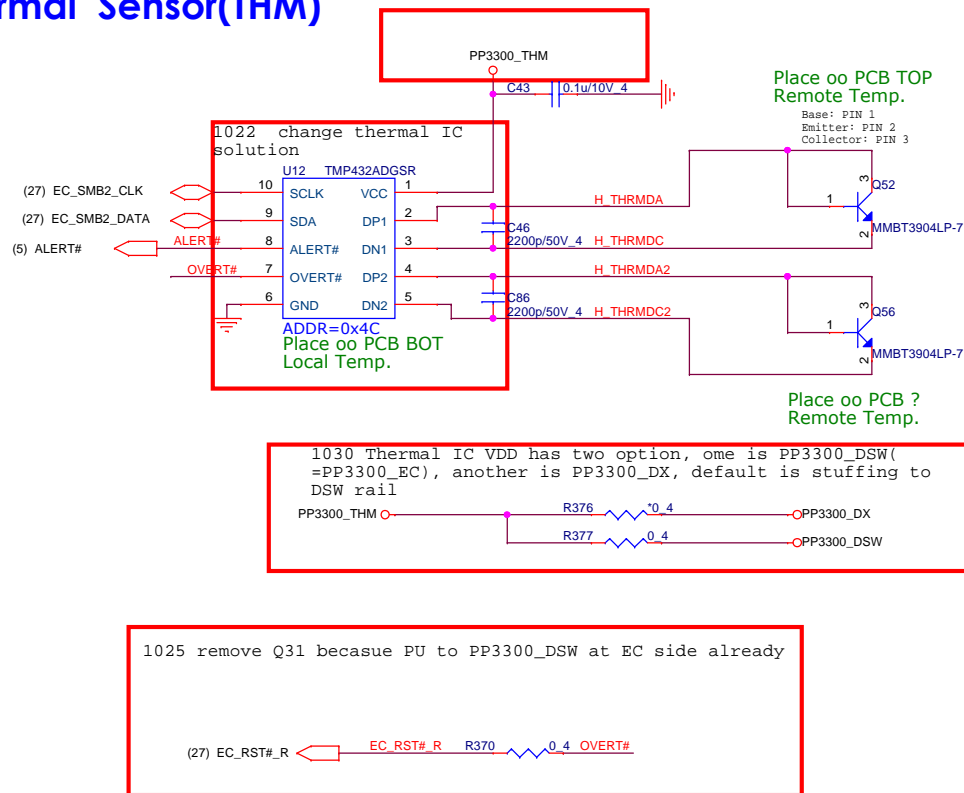 rmal Sensor(THM)
PP3300_THM
C43 0.1u/10V_4
Place oo PCB TOP
Remote Temp.
Base: PIN 1
Emitter: PIN 2
Collector: PIN 3
1022 change thermal IC
solution
U12 TMP432ADGSR
(27) EC_SMB2_CLK
10 SCLK VCC 1
(27) EC_SMB2_DATA
9 SDA DP1 2
(5) ALERT#
ALERT# 8 ALERT# DN1 3
OVERT# 7 OVERT# DP2 4
6 GND DN2 5
ADDR=0x4C
Place oo PCB BOT
Local Temp.
H_THRMDA
C46
2200p/50V_4 H_THRMDC
3
1
2
Q52
MMBT3904LP-7
H_THRMDA2
C86
2200p/50V_4 H_THRMDC2
3
1
2
Q56
MMBT3904LP-7
Place oo PCB ?
Remote Temp.
1030 Thermal IC VDD has two option, ome is PP3300_DSW(
=PP3300_EC), another is PP3300_DX, default is stuffing to
DSW rail
PP3300_THM
R376 *0_4 PP3300_DX
R377 0_4 PP3300_DSW
1025 remove Q31 becasue PU to PP3300_DSW at EC side already
(27) EC_RST#_R EC_RST#_R R370 0_4 OVERT#